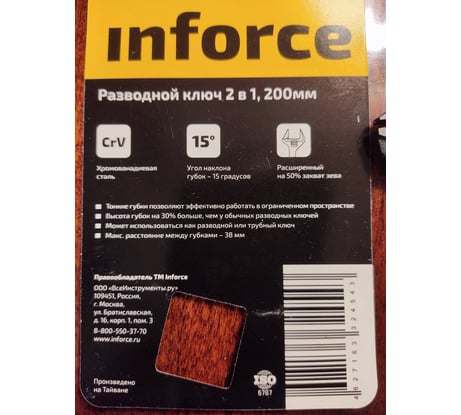 inforce
Разводной ключ 2 в 1, 200мм
CrV
15°
Хромованадиевая
сталь
Угол наклона
губок – 15 градусов
Расширенный
на 50% захват зева
Тонкие губки позволяют эффективно работать в ограниченном пространстве
Высота губок на 30% больше, чем у обычных разводных ключей
Может использоваться как разводной или трубный ключ
Макс. расстояние между губками – 38 мм
Правообладатель ТМ Inforce
ООО «ВсеИнструменты.ру»
109451, Россия,
г. Москва,
ул. Братиславская,
д. 16. корп. 1, пом. 3
8-800-550-37-70
www.inforce.ru
Произведено
на Тайване
ISO
6787
4627163324543